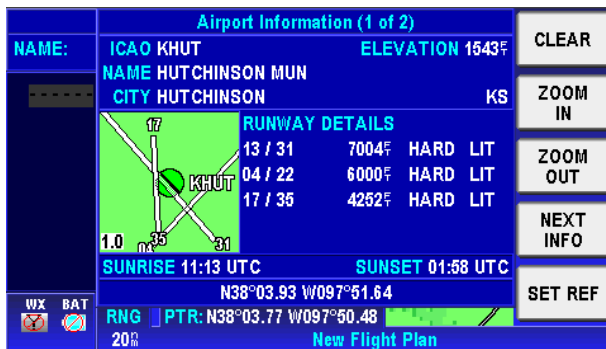 Airport Information (1 of 2)
NAME:
ICAO KHUT ELEVATION 1543FT
NAME HUTCHINSON MUN
CITY HUTCHINSON KS
RUNWAY DETAILS
13 / 31 7004FT HARD LIT
04 / 22 6000FT HARD LIT
17 / 35 4252FT HARD LIT
17
KHUT
1.0
04
35
31
SUNRISE 11:13 UTC SUNSET 01:58 UTC
N38°03.93 W097°51.64
WX BAT
RNG PTR: N38°03.77 W097°50.48
20NM New Flight Plan
CLEAR
ZOOM
IN
ZOOM
OUT
NEXT
INFO
SET REF